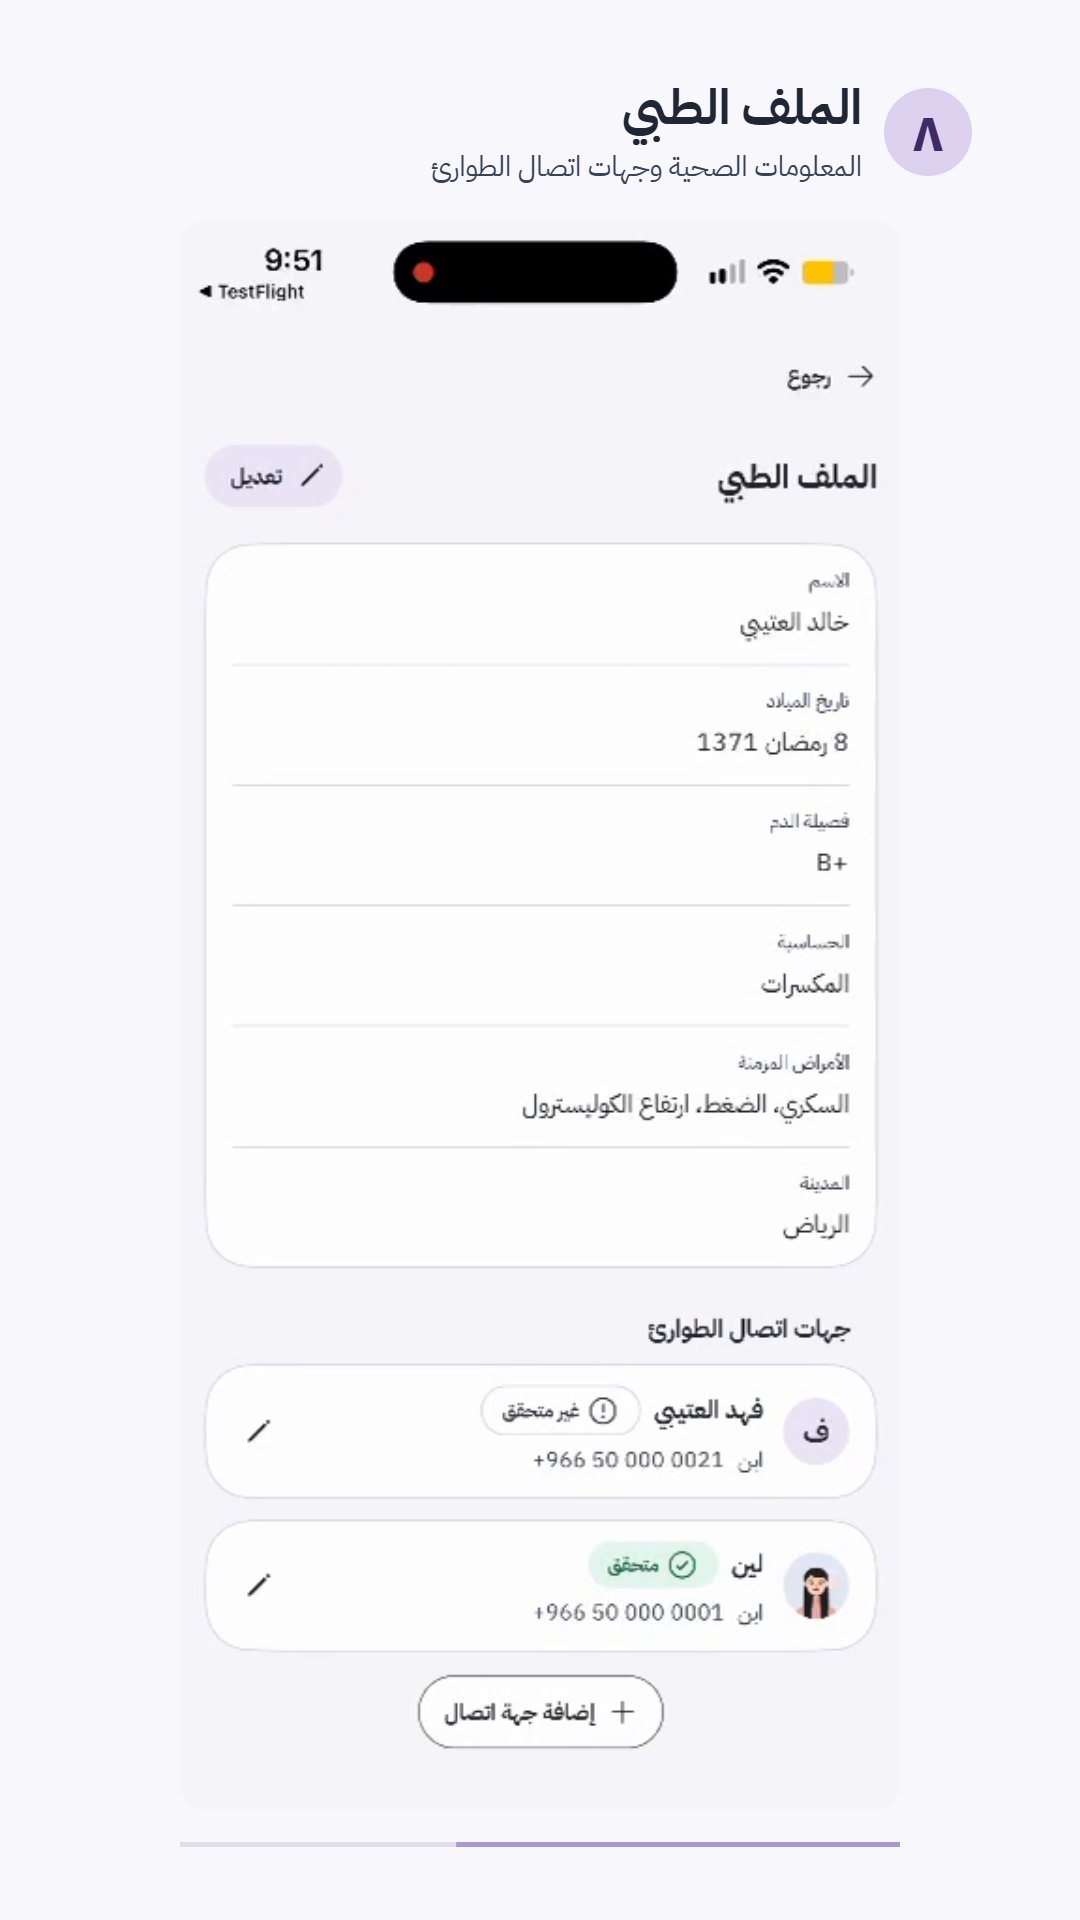 ٨
الملف الطبي
المعلومات الصحية وجهات اتصال الطوارئ
9:51
◀ TestFlight
رجوع
الملف الطبي
تعديل
الاسم
خالد العتيبي
تاريخ الميلاد
8 رمضان 1371
فصيلة الدم
B+
الحساسية
المكسرات
الأمراض المزمنة
السكري، الضغط، ارتفاع الكوليسترول
المدينة
الرياض
جهات اتصال الطوارئ
ف
فهد العتيبي غير متحقق
ابن +966 50 000 0021
لين متحقق
ابن +966 50 000 0001
إضافة جهة اتصال